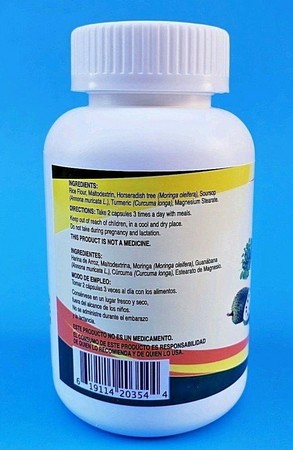 INGREDIENTS:
Rice Flour, Maltodextrin, Horseradish tree (Moringa oleifera), Soursop
(Annona muricata L.), Turmeric (Curcuma longa), Magnesium Stearate.
DIRECTIONS: Take 2 capsules 3 times a day with meals.
Keep out of reach of children, in a cool and dry place.
Do not take during pregnancy and lactation.
THIS PRODUCT IS NOT A MEDICINE.
INGREDIENTES:
Harina de Arroz, Maltodextrina, Moringa (Moringa oleifera), Guanábana
(Annona muricata L.), Cúrcuma (Curcuma longa), Estearato de Magnesio.
MODO DE EMPLEO:
Tomar 2 cápsulas 3 veces al día con los alimentos.
Consérvese en un lugar fresco y seco,
fuera del alcance de los niños.
No se administre durante el embarazo
y la lactancia.
ESTE PRODUCTO NO ES UN MEDICAMENTO.
EL CONSUMO DE ESTE PRODUCTO ES RESPONSABILIDAD
DE QUIEN LO RECOMIENDA Y DE QUIEN LO USA.
6 19114 20354 4